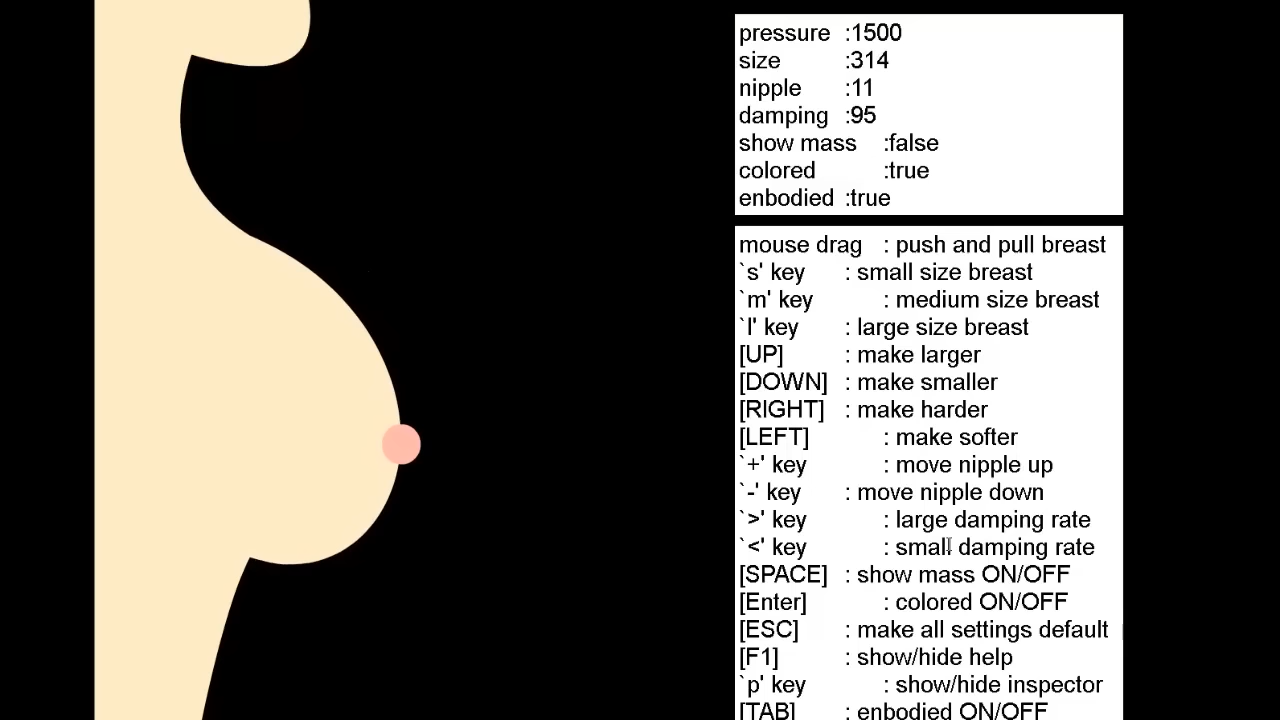 pressure :1500
size :314
nipple :11
damping :95
show mass :false
colored :true
enbodied :true
mouse drag : push and pull breast
`s' key : small size breast
`m' key : medium size breast
`l' key : large size breast
[UP] : make larger
[DOWN] : make smaller
[RIGHT] : make harder
[LEFT] : make softer
`+' key : move nipple up
`-' key : move nipple down
`>' key : large damping rate
`<' key : small damping rate
[SPACE] : show mass ON/OFF
[Enter] : colored ON/OFF
[ESC] : make all settings default
[F1] : show/hide help
`p' key : show/hide inspector
[TAB] : enbodied ON/OFF